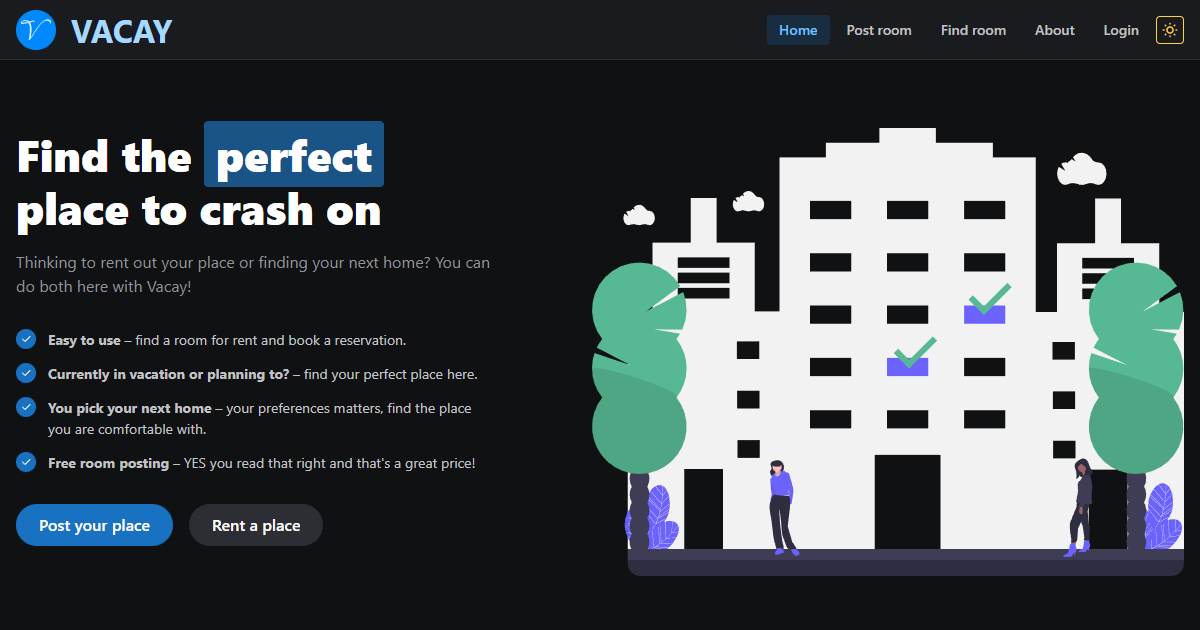 V VACAY
Home Post room Find room About Login
Find the perfect
place to crash on
Thinking to rent out your place or finding your next home? You can
do both here with Vacay!
Easy to use – find a room for rent and book a reservation.
Currently in vacation or planning to? – find your perfect place here.
You pick your next home – your preferences matters, find the place
you are comfortable with.
Free room posting – YES you read that right and that's a great price!
Post your place Rent a place